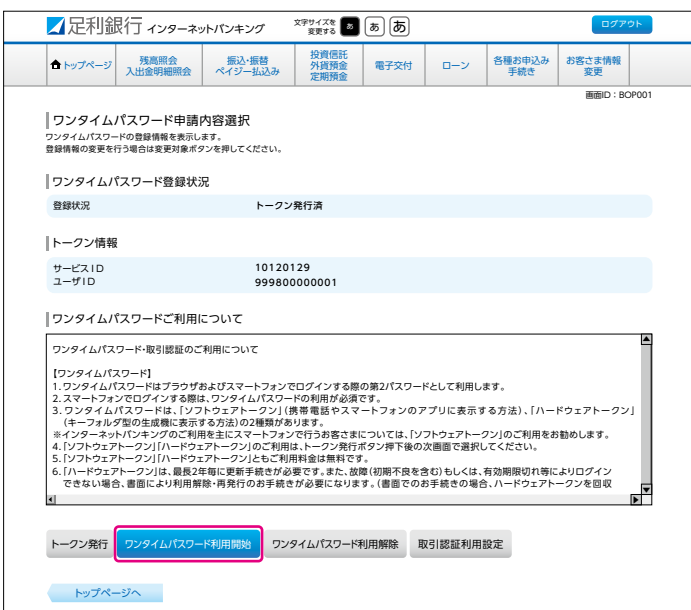 足利銀行 インターネットバンキング
文字サイズを変更する あ あ あ
ログアウト
トップページ
残高照会
入出金明細照会
振込・振替
ペイジー払込み
投資信託
外貨預金
定期預金
電子交付
ローン
各種お申込み
手続き
お客さま情報
変更
画面ID：BOP001
ワンタイムパスワード申請内容選択
ワンタイムパスワードの登録情報を表示します。
登録情報の変更を行う場合は変更対象ボタンを押してください。
ワンタイムパスワード登録状況
登録状況 トークン発行済
トークン情報
サービスID 10120129
ユーザID 999800000001
ワンタイムパスワードご利用について
ワンタイムパスワード・取引認証のご利用について
【ワンタイムパスワード】
1.ワンタイムパスワードはブラウザおよびスマートフォンでログインする際の第2パスワードとして利用します。
2.スマートフォンでログインする際は、ワンタイムパスワードの利用が必須です。
3.ワンタイムパスワードは、「ソフトウェアトークン」（携帯電話やスマートフォンのアプリに表示する方法）、「ハードウェアトークン」
（キーフォルダ型の生成機に表示する方法）の2種類があります。
※インターネットバンキングのご利用を主にスマートフォンで行うお客さまについては、「ソフトウェアトークン」のご利用をお勧めします。
4.「ソフトウェアトークン」「ハードウェアトークン」のご利用は、トークン発行ボタン押下後の次画面で選択してください。
5.「ソフトウェアトークン」「ハードウェアトークン」ともご利用料金は無料です。
6.「ハードウェアトークン」は、最長2年毎に更新手続きが必要です。また、故障（初期不良を含む）もしくは、有効期限切れ等によりログイン
できない場合、書面により利用解除・再発行のお手続きが必要になります。（書面でのお手続きの場合、ハードウェアトークンを回収
トークン発行 ワンタイムパスワード利用開始 ワンタイムパスワード利用解除 取引認証利用設定
トップページへ